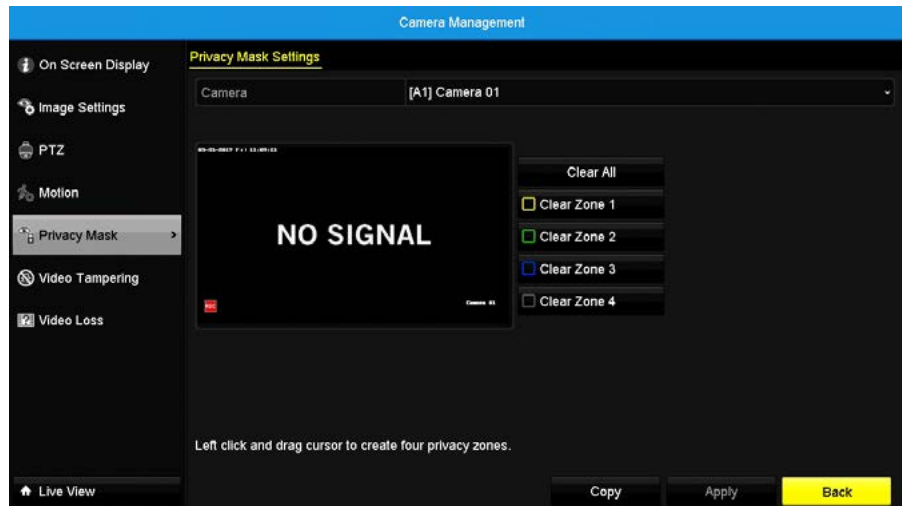 Camera Management
On Screen Display
Image Settings
PTZ
Motion
Privacy Mask
Video Tampering
Video Loss
Live View
Privacy Mask Settings
Camera
[A1] Camera 01
NO SIGNAL
Camera 01
Clear All
Clear Zone 1
Clear Zone 2
Clear Zone 3
Clear Zone 4
Left click and drag cursor to create four privacy zones.
Copy
Apply
Back